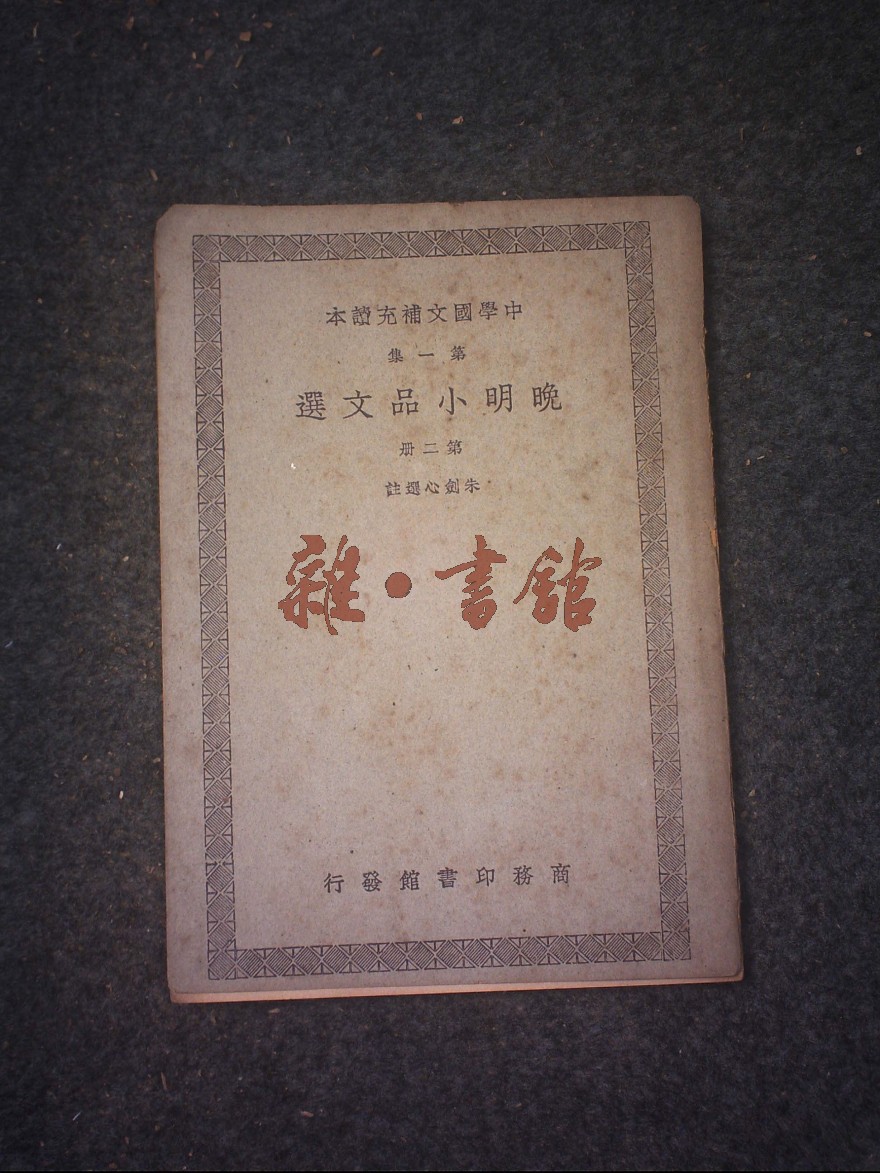 中學國文補充讀本
第一集
晚明小品文選
第二册
朱劍心選註
雜·書館
商務印書館發行